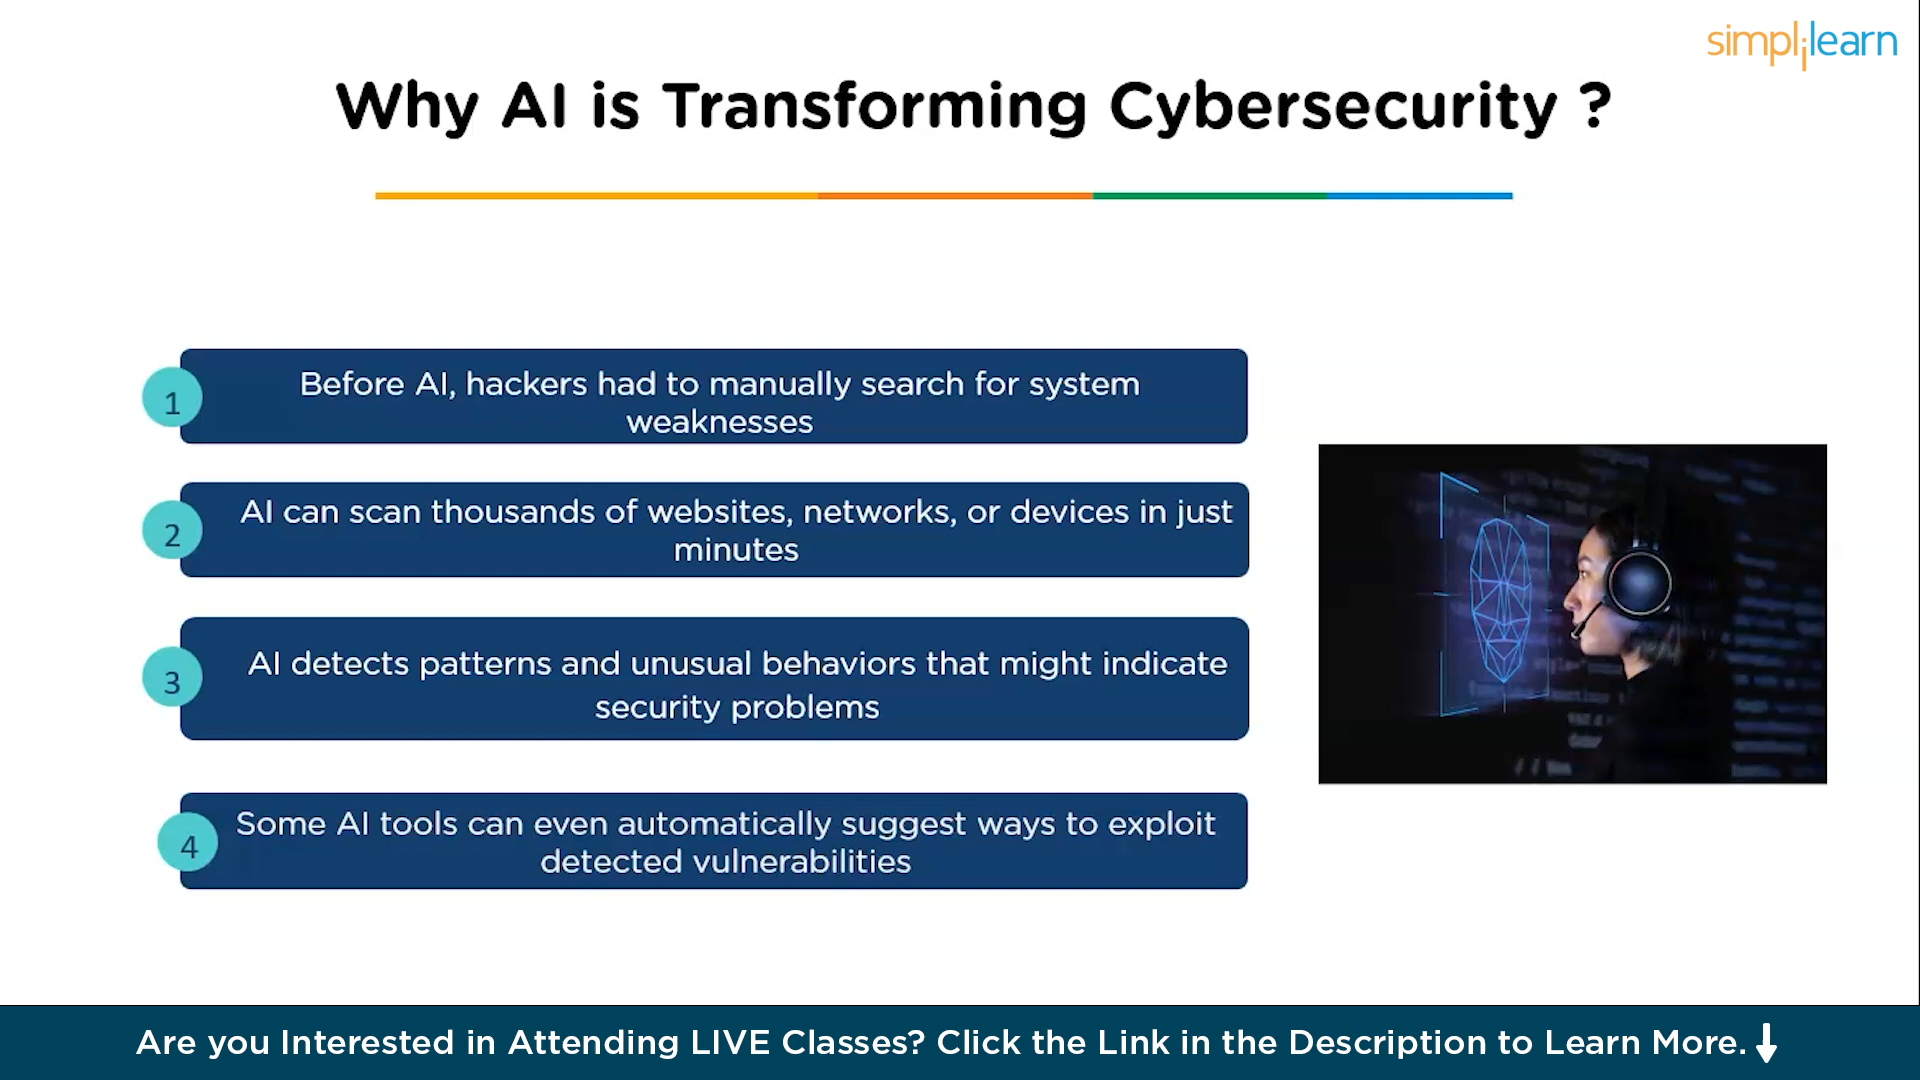 simplilearn
Why AI is Transforming Cybersecurity ?
1
Before AI, hackers had to manually search for system
weaknesses
2
AI can scan thousands of websites, networks, or devices in just
minutes
3
AI detects patterns and unusual behaviors that might indicate
security problems
4
Some AI tools can even automatically suggest ways to exploit
detected vulnerabilities
Are you Interested in Attending LIVE Classes? Click the Link in the Description to Learn More.